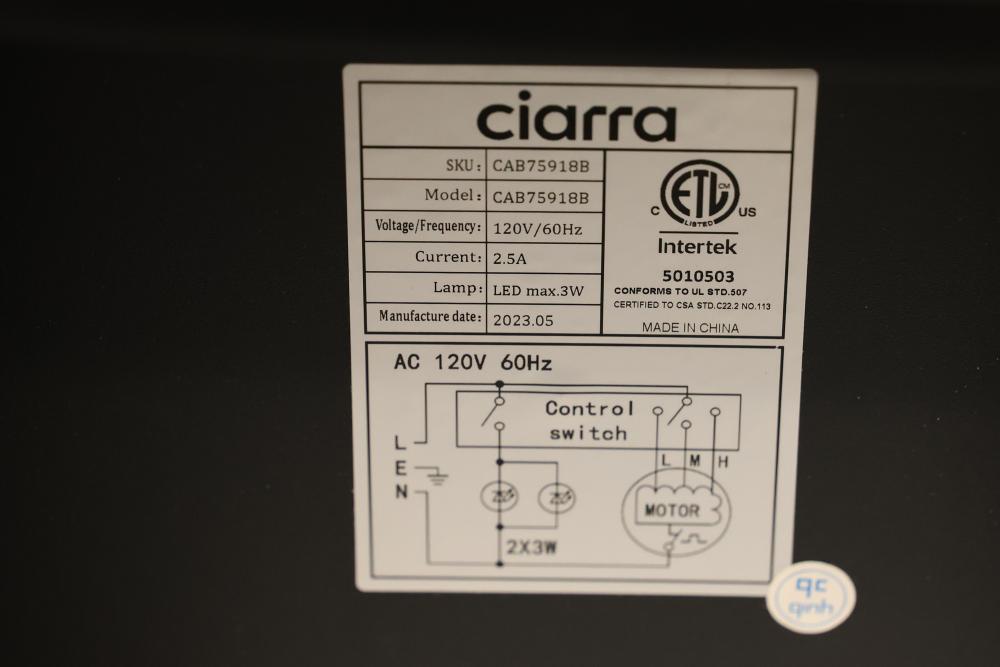 ciarra
SKU: CAB75918B
Model: CAB75918B
Voltage/Frequency: 120V/60Hz
Current: 2.5A
Lamp: LED max.3W
Manufacture date: 2023.05
ETL CM
C US
LISTED
Intertek
5010503
CONFORMS TO UL STD.507
CERTIFIED TO CSA STD.C22.2 NO.113
MADE IN CHINA
AC 120V 60Hz
Control
switch
L
E
N
L M H
MOTOR
2X3W
qc
qinh